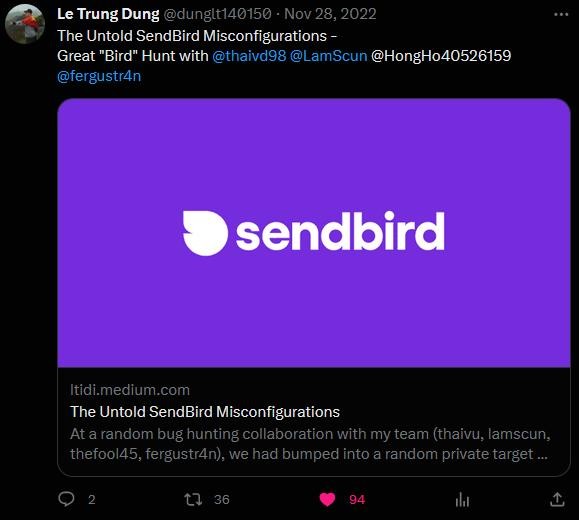 Le Trung Dung @dunglt140150 · Nov 28, 2022
The Untold SendBird Misconfigurations -
Great "Bird" Hunt with @thaivd98 @LamScun @HongHo40526159
@fergustr4n
sendbird
ltidi.medium.com
The Untold SendBird Misconfigurations
At a random bug hunting collaboration with my team (thaivu, lamscun,
thefool45, fergustr4n), we had bumped into a random private target ...
2 36 94